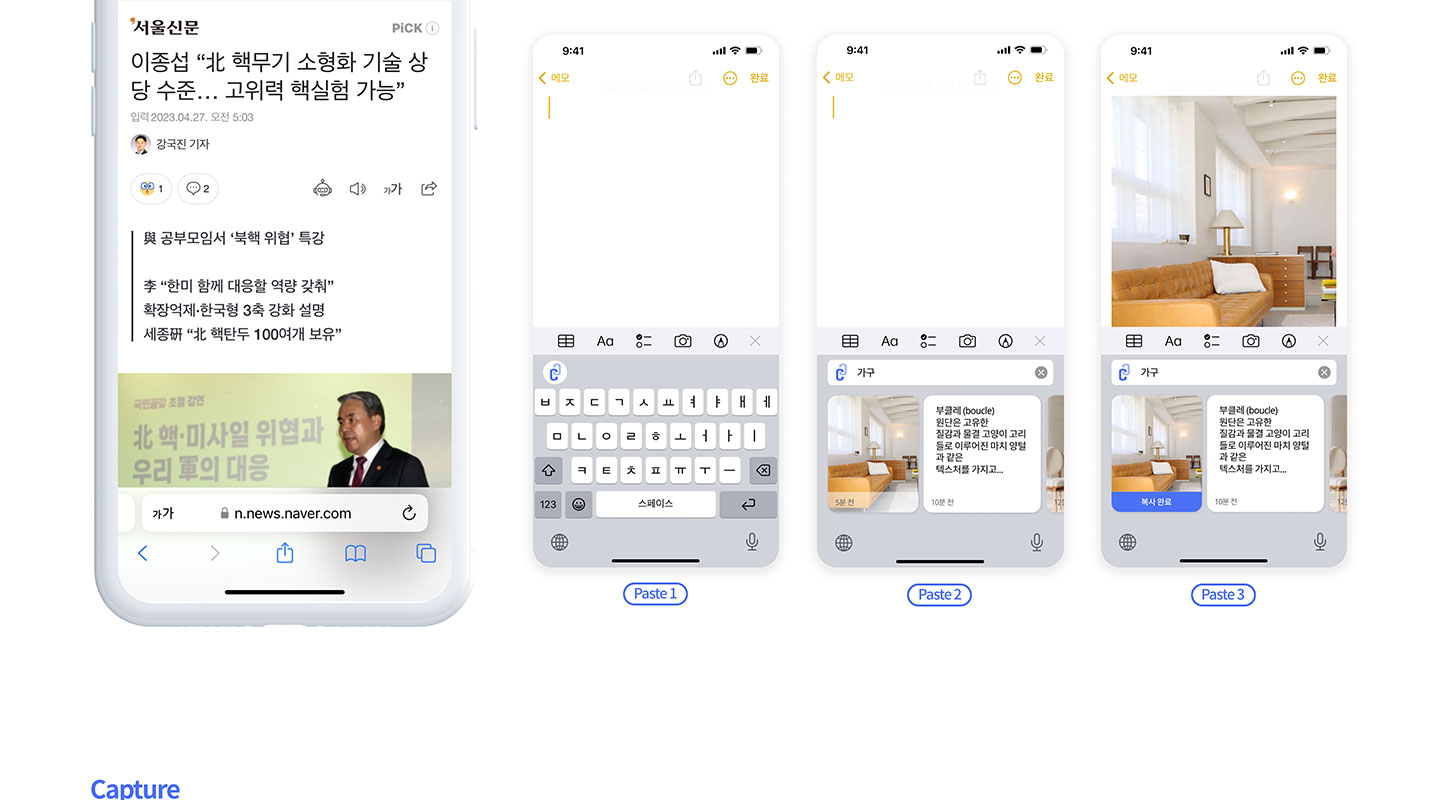 서울신문
PiCK
이종섭 “北 핵무기 소형화 기술 상
당 수준… 고위력 핵실험 가능”
입력 2023.04.27. 오전 5:03
강국진 기자
1
2
가가
與 공부모임서 ‘북핵 위협’ 특강
李 “한미 함께 대응할 역량 갖춰”
확장억제·한국형 3축 강화 설명
세종硏 “北 핵탄두 100여개 보유”
국민공감 초청 강연
北 핵·미사일 위협과
우리 軍의 대응
가가
n.news.naver.com
9:41
메모
완료
Aa
ㅂ ㅈ ㄷ ㄱ ㅅ ㅛ ㅕ ㅑ ㅐ ㅔ
ㅁ ㄴ ㅇ ㄹ ㅎ ㅗ ㅓ ㅏ ㅣ
ㅋ ㅌ ㅊ ㅍ ㅠ ㅜ ㅡ
123
스페이스
Paste 1
9:41
메모
완료
Aa
가구
5분 전
부클레 (boucle)
원단은 고유한
질감과 물결 고양이 고리
들로 이루어진 마치 양털
과 같은
텍스처를 가지고...
10분 전
Paste 2
9:41
메모
완료
Aa
가구
복사 완료
부클레 (boucle)
원단은 고유한
질감과 물결 고양이 고리
들로 이루어진 마치 양털
과 같은
텍스처를 가지고...
10분 전
Paste 3
Capture